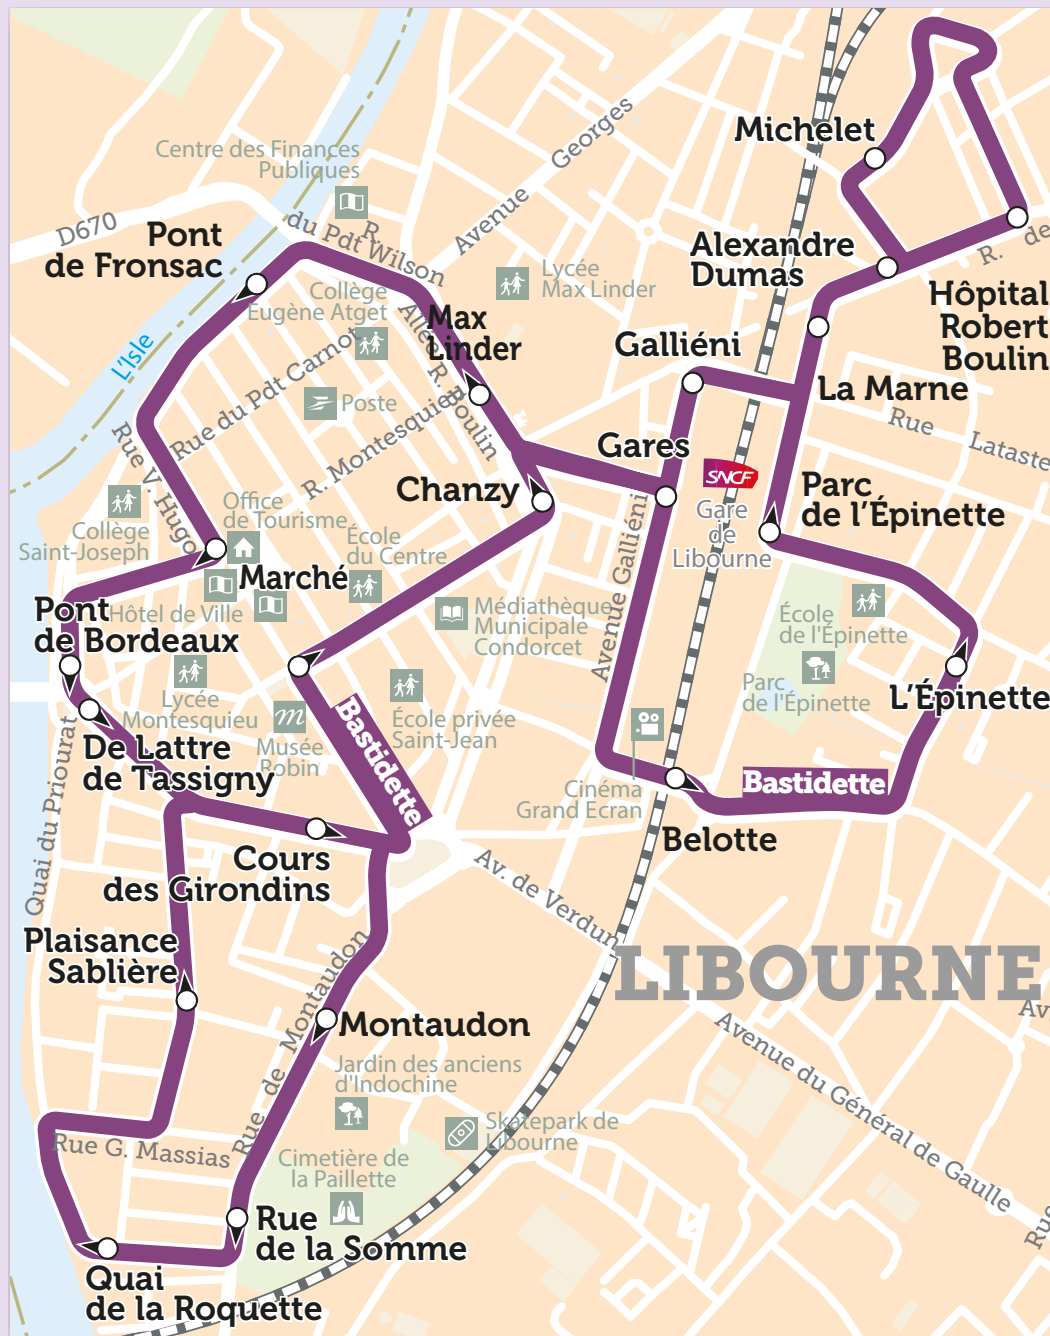 Michelet
Centre des Finances
Publiques
Avenue Georges
D670
R.
du Pdt Wilson
Pont
de Fronsac
Alexandre
Dumas
R. de
Lycée
Max Linder
Collège
Eugène Atget
Hôpital
Robert
Boulin
Max
Linder
Allée R. Boulin
Galliéni
L'Isle
Rue du Pdt Carnot
La Marne
Poste
Rue Lataste
R. Montesquieu
Rue V. Hugo
Gares
SNCF
Gare
de
Libourne
Chanzy
Parc
de l'Épinette
Office
de Tourisme
Collège
Saint-Joseph
École
du Centre
Marché
Avenue Galliéni
Hôtel de Ville
Pont
de Bordeaux
Médiathèque
Municipale
Condorcet
École
de l'Épinette
Parc
de l'Épinette
L'Épinette
Lycée
Montesquieu
Musée
Robin
École privée
Saint-Jean
Bastidette
De Lattre
de Tassigny
Quai du Priourat
Cinéma
Grand Ecran
Bastidette
Belotte
Cours
des Girondins
Av. de Verdun
Plaisance
Sablière
LIBOURNE
Av
Montaudon
Rue de Montaudon
Avenue du Général de Gaulle
Jardin des anciens
d'Indochine
Skatepark de
Libourne
Rue G. Massias
Cimetière de
la Paillette
Rue
Rue
de la Somme
Quai
de la Roquette